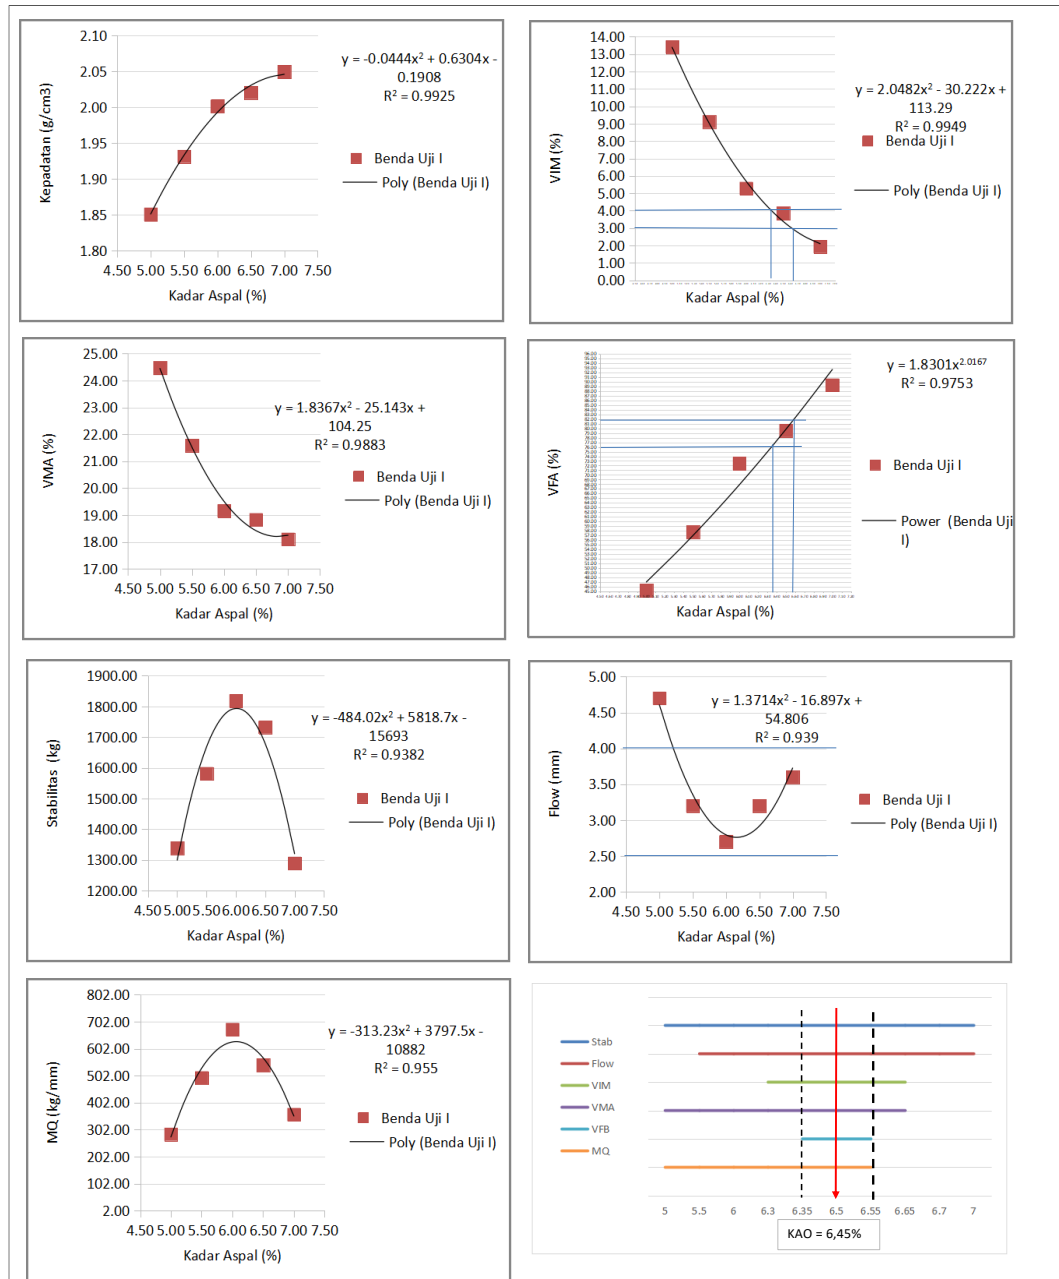 2.10
2.05
2.00
1.95
1.90
1.85
1.80
4.50 5.00 5.50 6.00 6.50 7.00 7.50
Kepadatan (g/cm3)
Kadar Aspal (%)
y = -0.0444x² + 0.6304x -
0.1908
R² = 0.9925
Benda Uji I
Poly (Benda Uji I)
14.00
13.00
12.00
11.00
10.00
9.00
8.00
7.00
6.00
5.00
4.00
3.00
2.00
1.00
0.00
VIM (%)
Kadar Aspal (%)
y = 2.0482x² - 30.222x +
113.29
R² = 0.9949
Benda Uji I
Poly (Benda Uji I)
25.00
24.00
23.00
22.00
21.00
20.00
19.00
18.00
17.00
4.50 5.00 5.50 6.00 6.50 7.00 7.50
VMA (%)
Kadar Aspal (%)
y = 1.8367x² - 25.143x +
104.25
R² = 0.9883
Benda Uji I
Poly (Benda Uji I)
VFA (%)
Kadar Aspal (%)
y = 1.8301x²·⁰¹⁶⁷
R² = 0.9753
Benda Uji I
Power (Benda Uji
I)
1900.00
1800.00
1700.00
1600.00
1500.00
1400.00
1300.00
1200.00
4.50 5.00 5.50 6.00 6.50 7.00 7.50
Stabilitas (kg)
Kadar Aspal (%)
y = -484.02x² + 5818.7x -
15693
R² = 0.9382
Benda Uji I
Poly (Benda Uji I)
5.00
4.50
4.00
3.50
3.00
2.50
2.00
4.50 5.00 5.50 6.00 6.50 7.00 7.50
Flow (mm)
Kadar Aspal (%)
y = 1.3714x² - 16.897x +
54.806
R² = 0.939
Benda Uji I
Poly (Benda Uji I)
802.00
702.00
602.00
502.00
402.00
302.00
202.00
102.00
2.00
4.50 5.00 5.50 6.00 6.50 7.00 7.50
MQ (kg/mm)
Kadar Aspal (%)
y = -313.23x² + 3797.5x -
10882
R² = 0.955
Benda Uji I
Poly (Benda Uji I)
Stab
Flow
VIM
VMA
VFB
MQ
5 5.5 6 6.3 6.35 6.5 6.55 6.65 6.7 7
KAO = 6,45%